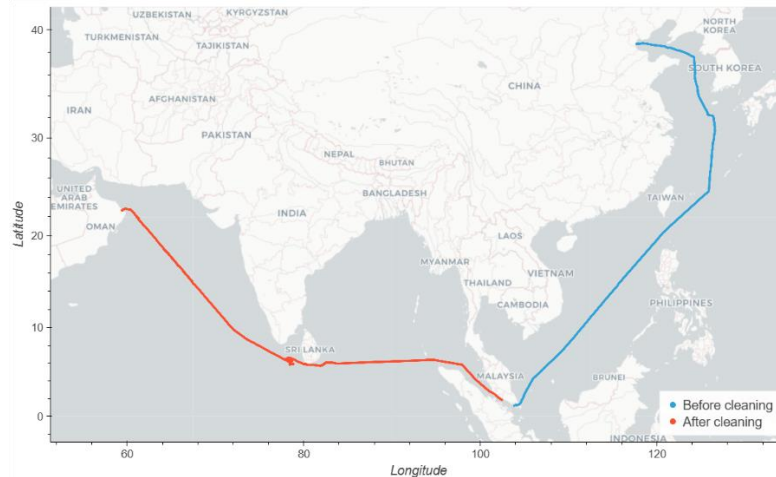 40
UZBEKISTAN
KYRGYZSTAN
NORTH
KOREA
TURKMENISTAN
TAJIKISTAN
SOUTH KOREA
CHINA
AFGHANISTAN
IRAN
30
PAKISTAN
NEPAL
BHUTAN
UNITED
ARAB
EMIRATES
BANGLADESH
TAIWAN
Latitude
INDIA
OMAN
20
LAOS
MYANMAR
THAILAND
VIETNAM
CAMBODIA
PHILIPPINES
10
SRI LANKA
MALAYSIA
BRUNEI
Before cleaning
0
After cleaning
INDONESIA
60
80
100
120
Longitude